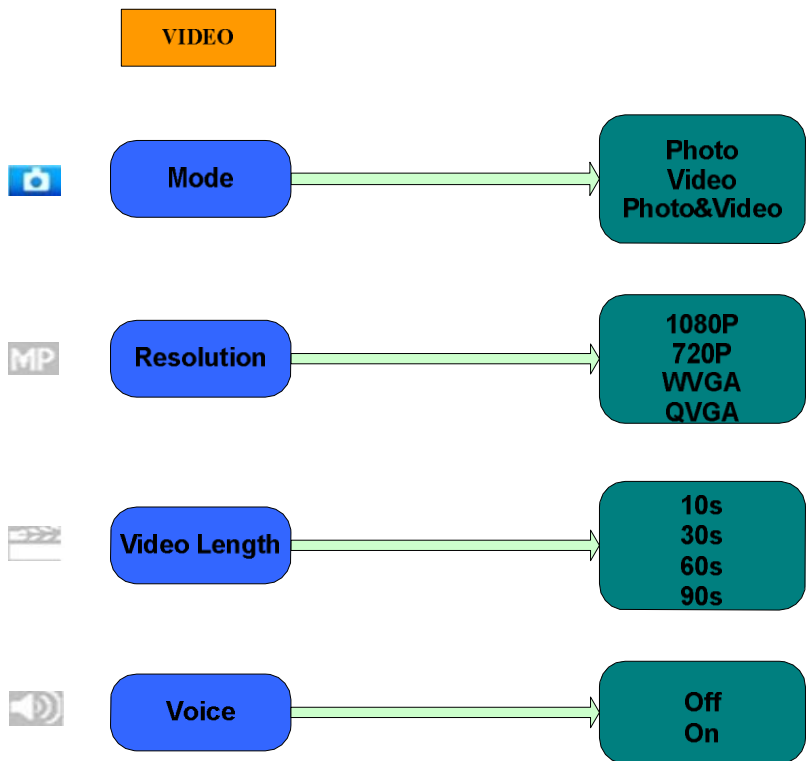 VIDEO
Mode
Photo
Video
Photo&Video
MP
Resolution
1080P
720P
WVGA
QVGA
Video Length
10s
30s
60s
90s
Voice
Off
On